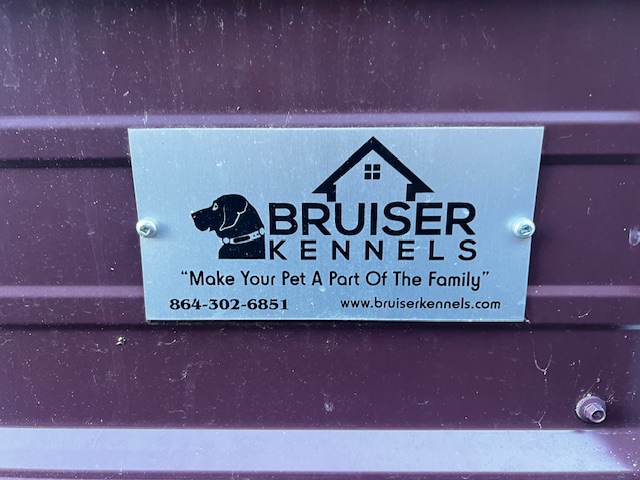 BRUISER
KENNELS
"Make Your Pet A Part Of The Family"
864-302-6851 www.bruiserkennels.com